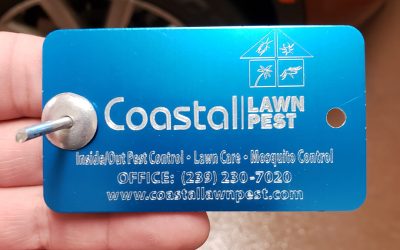 Coastal LAWN
PEST
Inside/Out Pest Control - Lawn Care - Mosquito Control
OFFICE: (239) 230-7020
www.coastallawnpest.com